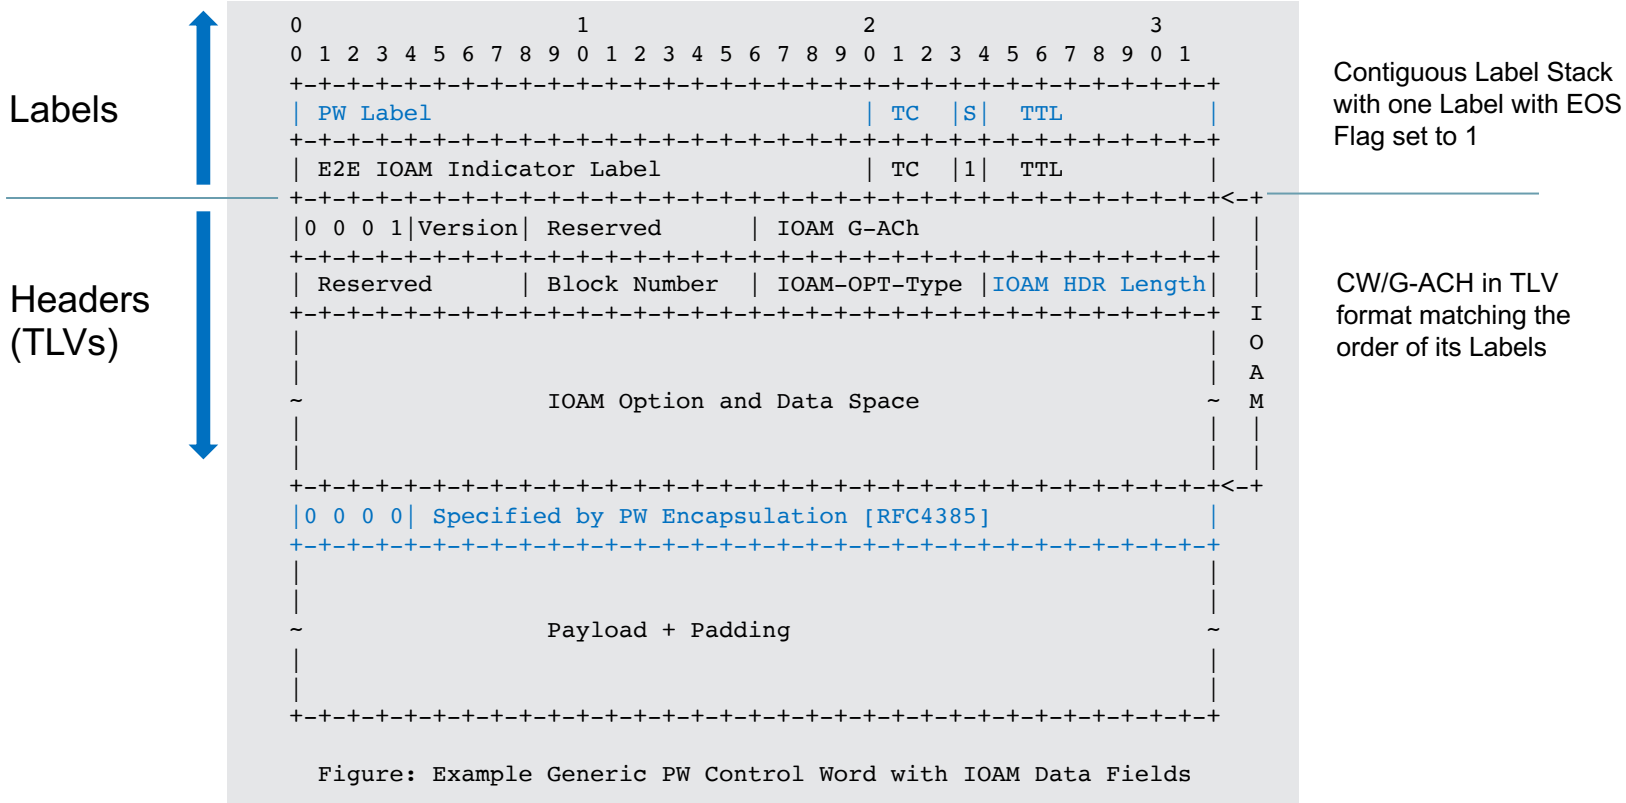 Labels
Headers
(TLVs)
 0                   1                   2                   3
 0 1 2 3 4 5 6 7 8 9 0 1 2 3 4 5 6 7 8 9 0 1 2 3 4 5 6 7 8 9 0 1
+-+-+-+-+-+-+-+-+-+-+-+-+-+-+-+-+-+-+-+-+-+-+-+-+-+-+-+-+-+-+-+-+
| PW Label                              | TC  |S|  TTL          |
+-+-+-+-+-+-+-+-+-+-+-+-+-+-+-+-+-+-+-+-+-+-+-+-+-+-+-+-+-+-+-+-+
| E2E IOAM Indicator Label              | TC  |1|  TTL          |
+-+-+-+-+-+-+-+-+-+-+-+-+-+-+-+-+-+-+-+-+-+-+-+-+-+-+-+-+-+-+-+-+<-+
|0 0 0 1|Version| Reserved      | IOAM G-ACh                    |  |
+-+-+-+-+-+-+-+-+-+-+-+-+-+-+-+-+-+-+-+-+-+-+-+-+-+-+-+-+-+-+-+-+  |
| Reserved      | Block Number  | IOAM-OPT-Type |IOAM HDR Length|  |
+-+-+-+-+-+-+-+-+-+-+-+-+-+-+-+-+-+-+-+-+-+-+-+-+-+-+-+-+-+-+-+-+  I
|                                                               |  O
|                                                               |  A
~                 IOAM Option and Data Space                    ~  M
|                                                               |  |
|                                                               |  |
+-+-+-+-+-+-+-+-+-+-+-+-+-+-+-+-+-+-+-+-+-+-+-+-+-+-+-+-+-+-+-+-+<-+
|0 0 0 0| Specified by PW Encapsulation [RFC4385]               |
+-+-+-+-+-+-+-+-+-+-+-+-+-+-+-+-+-+-+-+-+-+-+-+-+-+-+-+-+-+-+-+-+
|                                                               |
|                                                               |
~                 Payload + Padding                             ~
|                                                               |
|                                                               |
+-+-+-+-+-+-+-+-+-+-+-+-+-+-+-+-+-+-+-+-+-+-+-+-+-+-+-+-+-+-+-+-+
Figure: Example Generic PW Control Word with IOAM Data Fields
Contiguous Label Stack
with one Label with EOS
Flag set to 1
CW/G-ACH in TLV
format matching the
order of its Labels